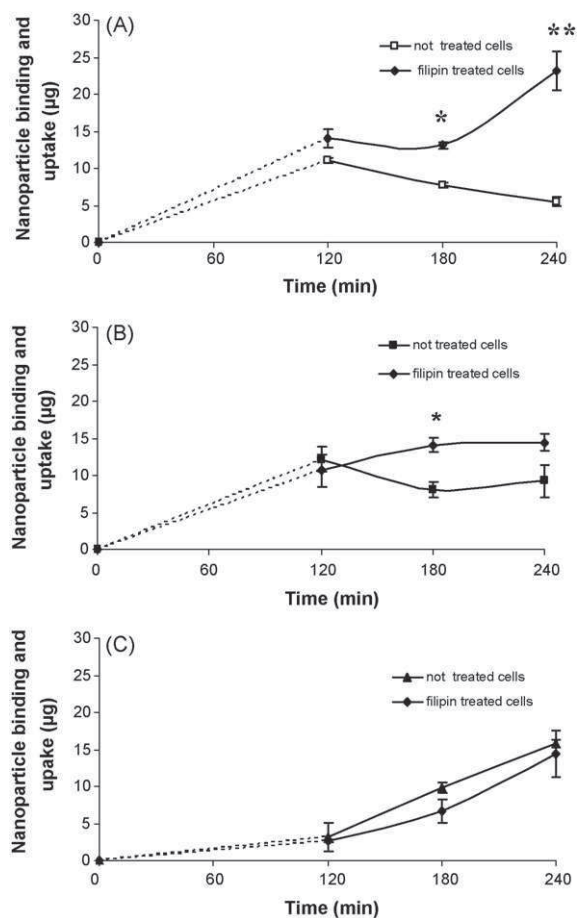 (A)
Nanoparticle binding and
uptake (µg)
30
25
20
15
10
5
0
not treated cells
filipin treated cells
*
**
0 60 120 180 240
Time (min)
(B)
Nanoparticle binding and
uptake (µg)
30
25
20
15
10
5
0
not treated cells
filipin treated cells
*
0 60 120 180 240
Time (min)
(C)
Nanoparticle binding and
upake (µg)
30
25
20
15
10
5
0
not treated cells
filipin treated cells
0 60 120 180 240
Time (min)